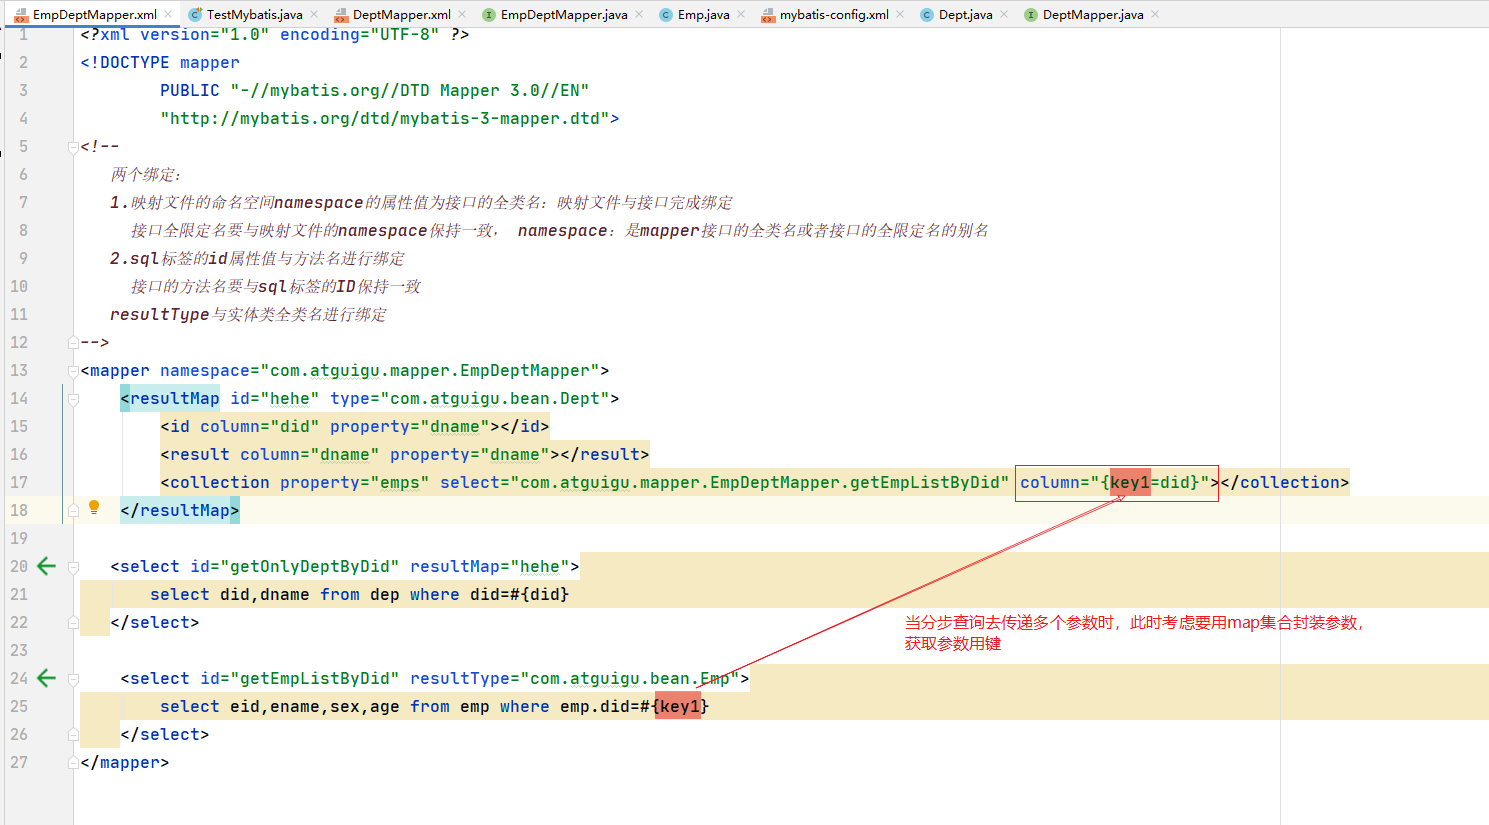 EmpDeptMapper.xml TestMybatis.java DeptMapper.xml EmpDeptMapper.java Emp.java mybatis-config.xml Dept.java DeptMapper.java
1 <?xml version="1.0" encoding="UTF-8" ?>
2 <!DOCTYPE mapper
3 PUBLIC "-//mybatis.org//DTD Mapper 3.0//EN"
4 "http://mybatis.org/dtd/mybatis-3-mapper.dtd">
5 <!--
6 两个绑定：
7 1.映射文件的命名空间namespace的属性值为接口的全类名：映射文件与接口完成绑定
8 接口全限定名要与映射文件的namespace保持一致， namespace：是mapper接口的全类名或者接口的全限定名的别名
9 2.sql标签的id属性值与方法名进行绑定
10 接口的方法名要与sql标签的ID保持一致
11 resultType与实体类全类名进行绑定
12 -->
13 <mapper namespace="com.atguigu.mapper.EmpDeptMapper">
14 <resultMap id="hehe" type="com.atguigu.bean.Dept">
15 <id column="did" property="dname"></id>
16 <result column="dname" property="dname"></result>
17 <collection property="emps" select="com.atguigu.mapper.EmpDeptMapper.getEmpListByDid" column="{key1=did}"></collection>
18 </resultMap>
19
20 <select id="getOnlyDeptByDid" resultMap="hehe">
21 select did,dname from dep where did=#{did}
22 </select>
当分步查询去传递多个参数时，此时考虑要用map集合封装参数，
获取参数用键
23
24 <select id="getEmpListByDid" resultType="com.atguigu.bean.Emp">
25 select eid,ename,sex,age from emp where emp.did=#{key1}
26 </select>
27 </mapper>